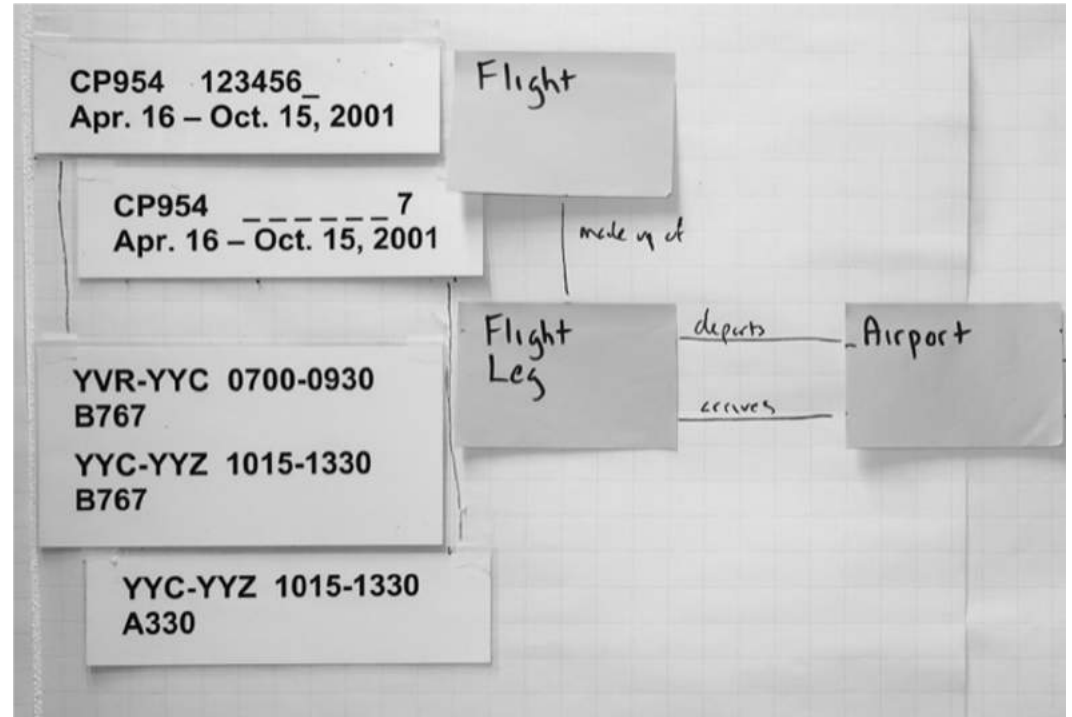 CP954 123456_
Apr. 16 – Oct. 15, 2001
Flight
CP954 _ _ _ _ _ _ 7
Apr. 16 – Oct. 15, 2001
made up of
YVR-YYC 0700-0930
B767
YYC-YYZ 1015-1330
B767
Flight
Leg
departs
arrives
Airport
YYC-YYZ 1015-1330
A330